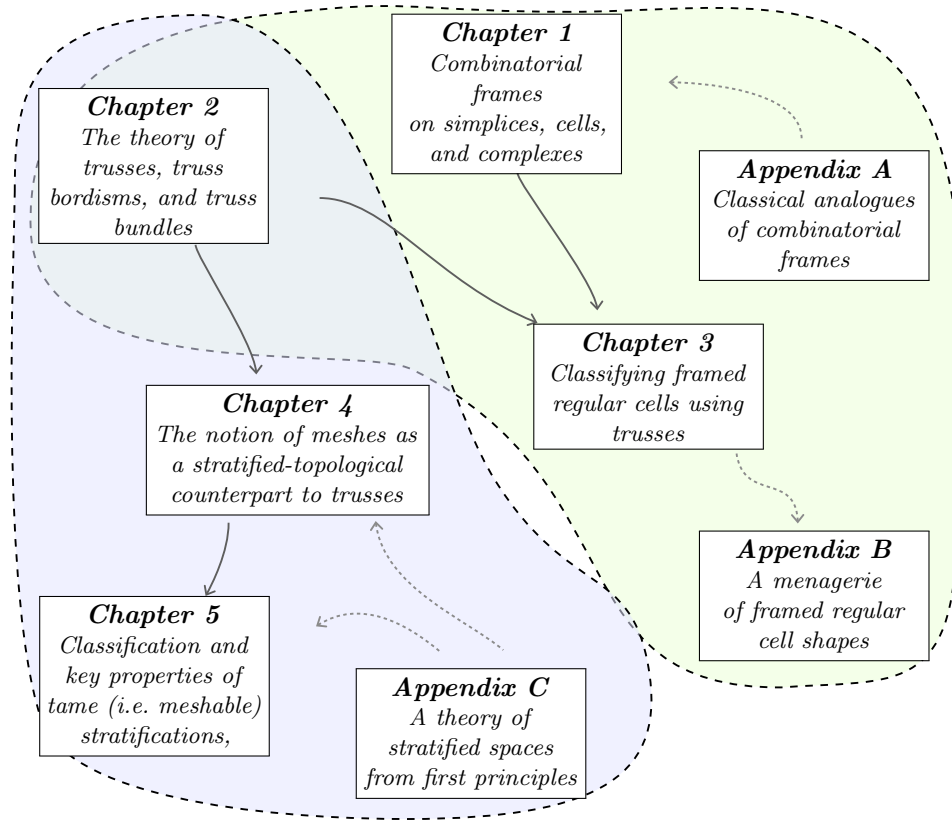 Chapter 1
Combinatorial
frames
on simplices, cells,
and complexes
Chapter 2
The theory of
trusses, truss
bordisms, and truss
bundles
Appendix A
Classical analogues
of combinatorial
frames
Chapter 3
Classifying framed
regular cells using
trusses
Chapter 4
The notion of meshes as
a stratified-topological
counterpart to trusses
Appendix B
A menagerie
of framed regular
cell shapes
Chapter 5
Classification and
key properties of
tame (i.e. meshable)
stratifications,
Appendix C
A theory of
stratified spaces
from first principles